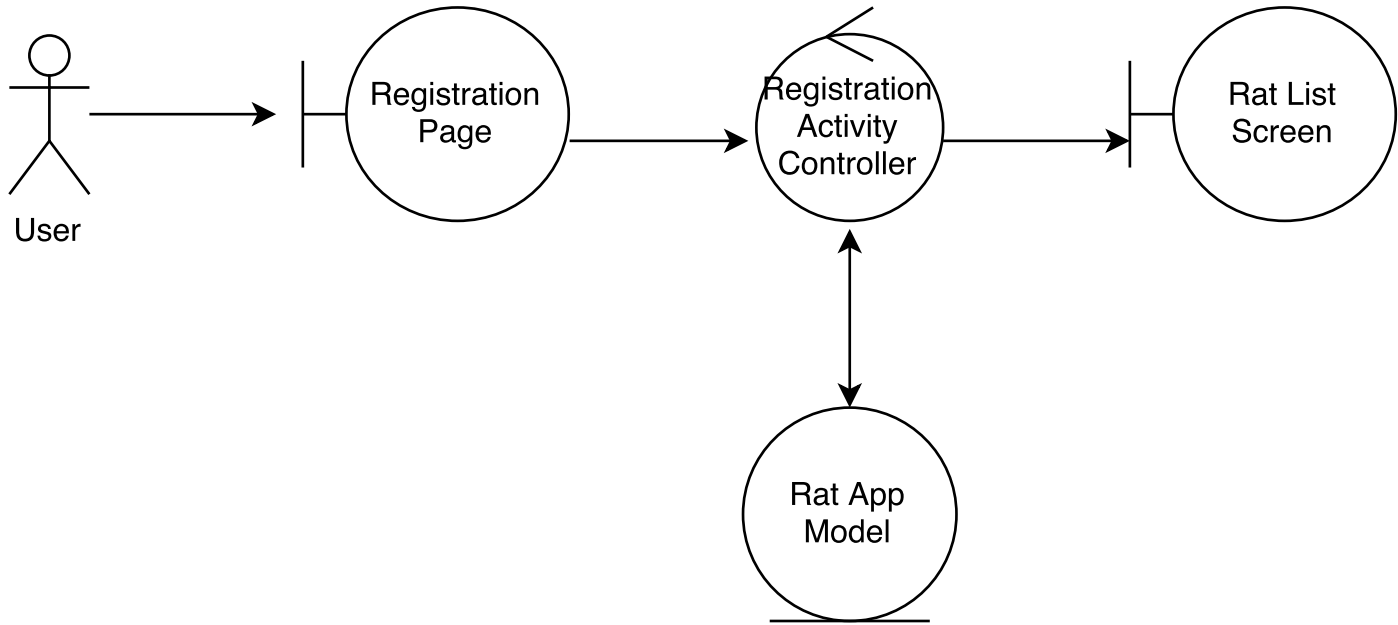 User
Registration
Page
Registration
Activity
Controller
Rat List
Screen
Rat App
Model